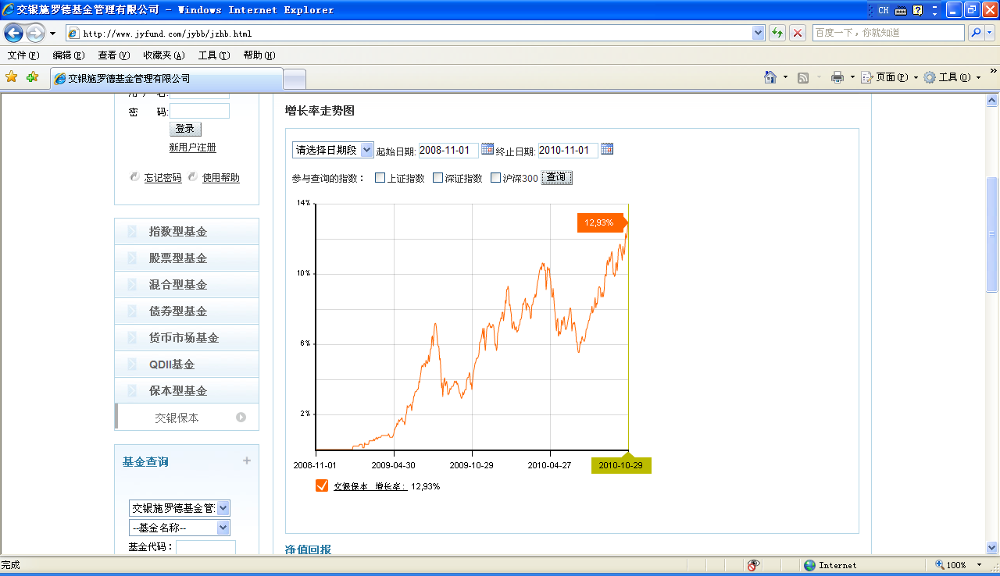 交银施罗德基金管理有限公司 - Windows Internet Explorer
CH
http://www.jyfund.com/jybb/jzhb.html
百度一下，你就知道
文件(F) 编辑(E) 查看(V) 收藏夹(A) 工具(T) 帮助(H)
交银施罗德基金管理有限公司
页面(P) 工具(O)
用 户 名:
密 码:
登录
新用户注册
忘记密码 使用帮助
指数型基金
股票型基金
混合型基金
债券型基金
货币市场基金
QDII基金
保本型基金
交银保本
基金查询
交银施罗德基金管
--基金名称--
基金代码：
增长率走势图
请选择日期段 起始日期: 2008-11-01 终止日期: 2010-11-01
参与查询的指数： 上证指数 深证指数 沪深300 查询
14%
12,93%
10%
6%
2%
2008-11-01 2009-04-30 2009-10-29 2010-04-27 2010-10-29
交银保本 增长率: 12,93%
净值回报
完成
Internet
100%